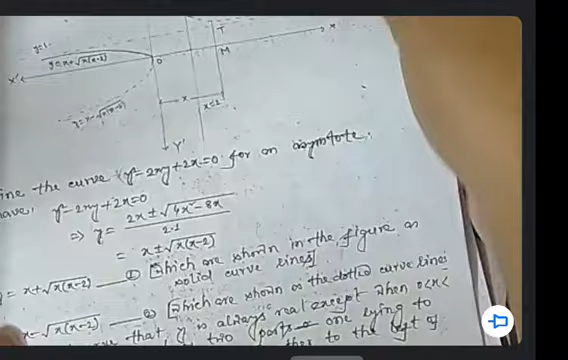 T
y=1
y=x+√x(x-2)
X'
O
M
x
y=x-√x(x-2)
x
x=2
Y'
ine the curve y²-2xy+2x=0 for an asymtote.
have, y²-2xy+2x=0
⇒ y = 2x ± √4x²-8x / 2.1
= x ± √x(x-2)
y = x+√x(x-2) — ① [which are shown in the figure as solid curve lines]
x-√x(x-2) — ② [which are shown as the dotted curve lines
that, y is always real except when 0<x<
two parts one lying to
to the left of